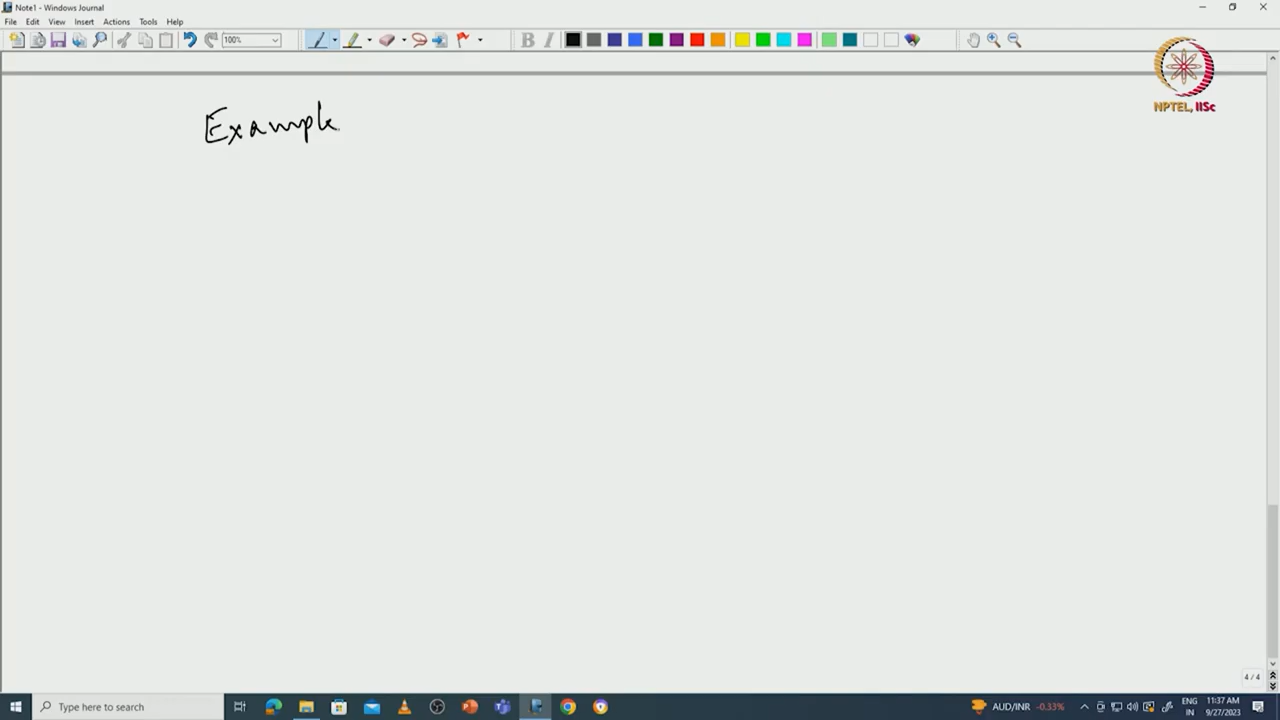 Note1 - Windows Journal
File Edit View Insert Actions Tools Help
100%
B I
NPTEL, IISc
Example
4 / 4
Type here to search
AUD/INR -0.33%
ENG
IN
11:37 AM
9/27/2023